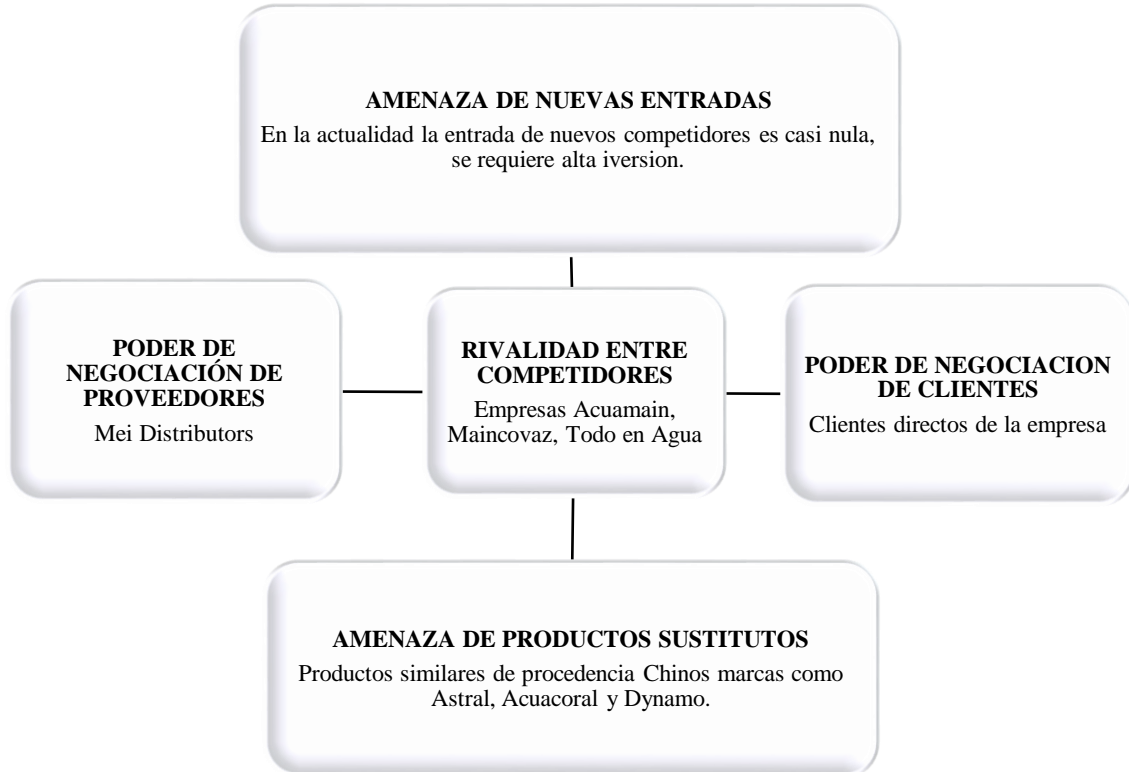 AMENAZA DE NUEVAS ENTRADAS
En la actualidad la entrada de nuevos competidores es casi nula,
se requiere alta iversion.
PODER DE
NEGOCIACIÓN DE
PROVEEDORES
Mei Distributors
RIVALIDAD ENTRE
COMPETIDORES
Empresas Acuamain,
Maincovaz, Todo en Agua
PODER DE NEGOCIACION
DE CLIENTES
Clientes directos de la empresa
AMENAZA DE PRODUCTOS SUSTITUTOS
Productos similares de procedencia Chinos marcas como
Astral, Acuacoral y Dynamo.